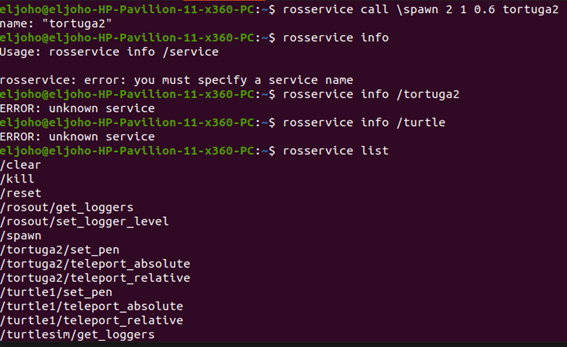 eljoho@eljoho-HP-Pavilion-11-x360-PC:~$ rosservice call \spawn 2 1 0.6 tortuga2
name: "tortuga2"
eljoho@eljoho-HP-Pavilion-11-x360-PC:~$ rosservice info
Usage: rosservice info /service
rosservice: error: you must specify a service name
eljoho@eljoho-HP-Pavilion-11-x360-PC:~$ rosservice info /tortuga2
ERROR: unknown service
eljoho@eljoho-HP-Pavilion-11-x360-PC:~$ rosservice info /turtle
ERROR: unknown service
eljoho@eljoho-HP-Pavilion-11-x360-PC:~$ rosservice list
/clear
/kill
/reset
/rosout/get_loggers
/rosout/set_logger_level
/spawn
/tortuga2/set_pen
/tortuga2/teleport_absolute
/tortuga2/teleport_relative
/turtle1/set_pen
/turtle1/teleport_absolute
/turtle1/teleport_relative
/turtlesim/get_loggers